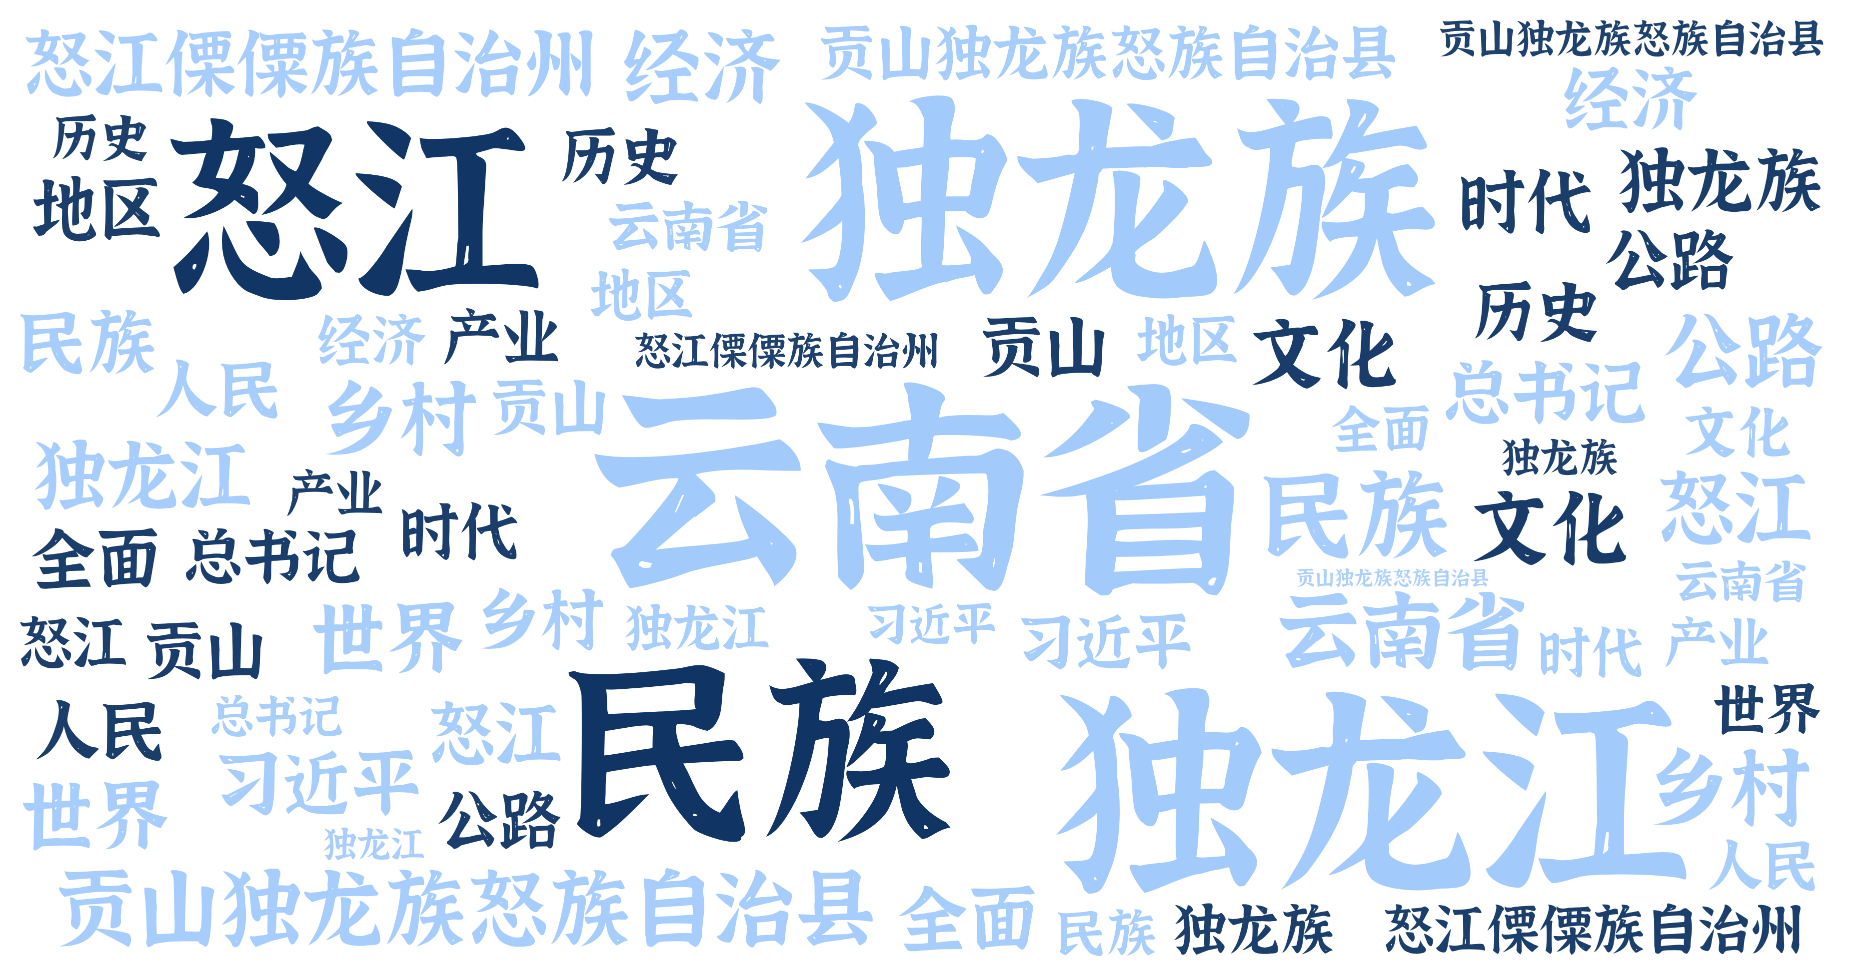 怒江傈僳族自治州
经济
贡山独龙族怒族自治县
贡山独龙族怒族自治县
经济
历史
怒江
历史
独龙族
时代
独龙族
地区
云南省
公路
地区
历史
民族
经济
产业
怒江傈僳族自治州
贡山
地区
文化
公路
人民
乡村
贡山
云南省
总书记
全面
文化
独龙江
独龙族
产业
时代
民族
文化
怒江
全面
总书记
贡山独龙族怒族自治县
云南省
怒江
贡山
世界
乡村
独龙江
习近平
习近平
云南省
时代
产业
人民
总书记
怒江
民族
独龙江
世界
世界
习近平
公路
乡村
独龙江
人民
贡山独龙族怒族自治县
全面
民族
独龙族
怒江傈僳族自治州